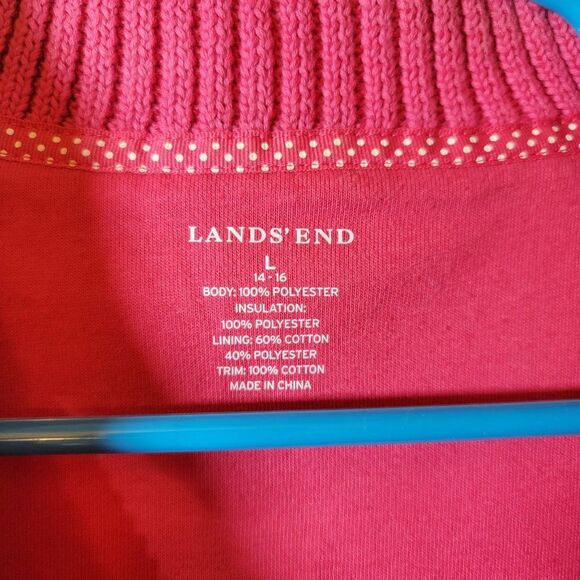 LANDS' END
L
14 - 16
BODY: 100% POLYESTER
INSULATION:
100% POLYESTER
LINING: 60% COTTON
40% POLYESTER
TRIM: 100% COTTON
MADE IN CHINA